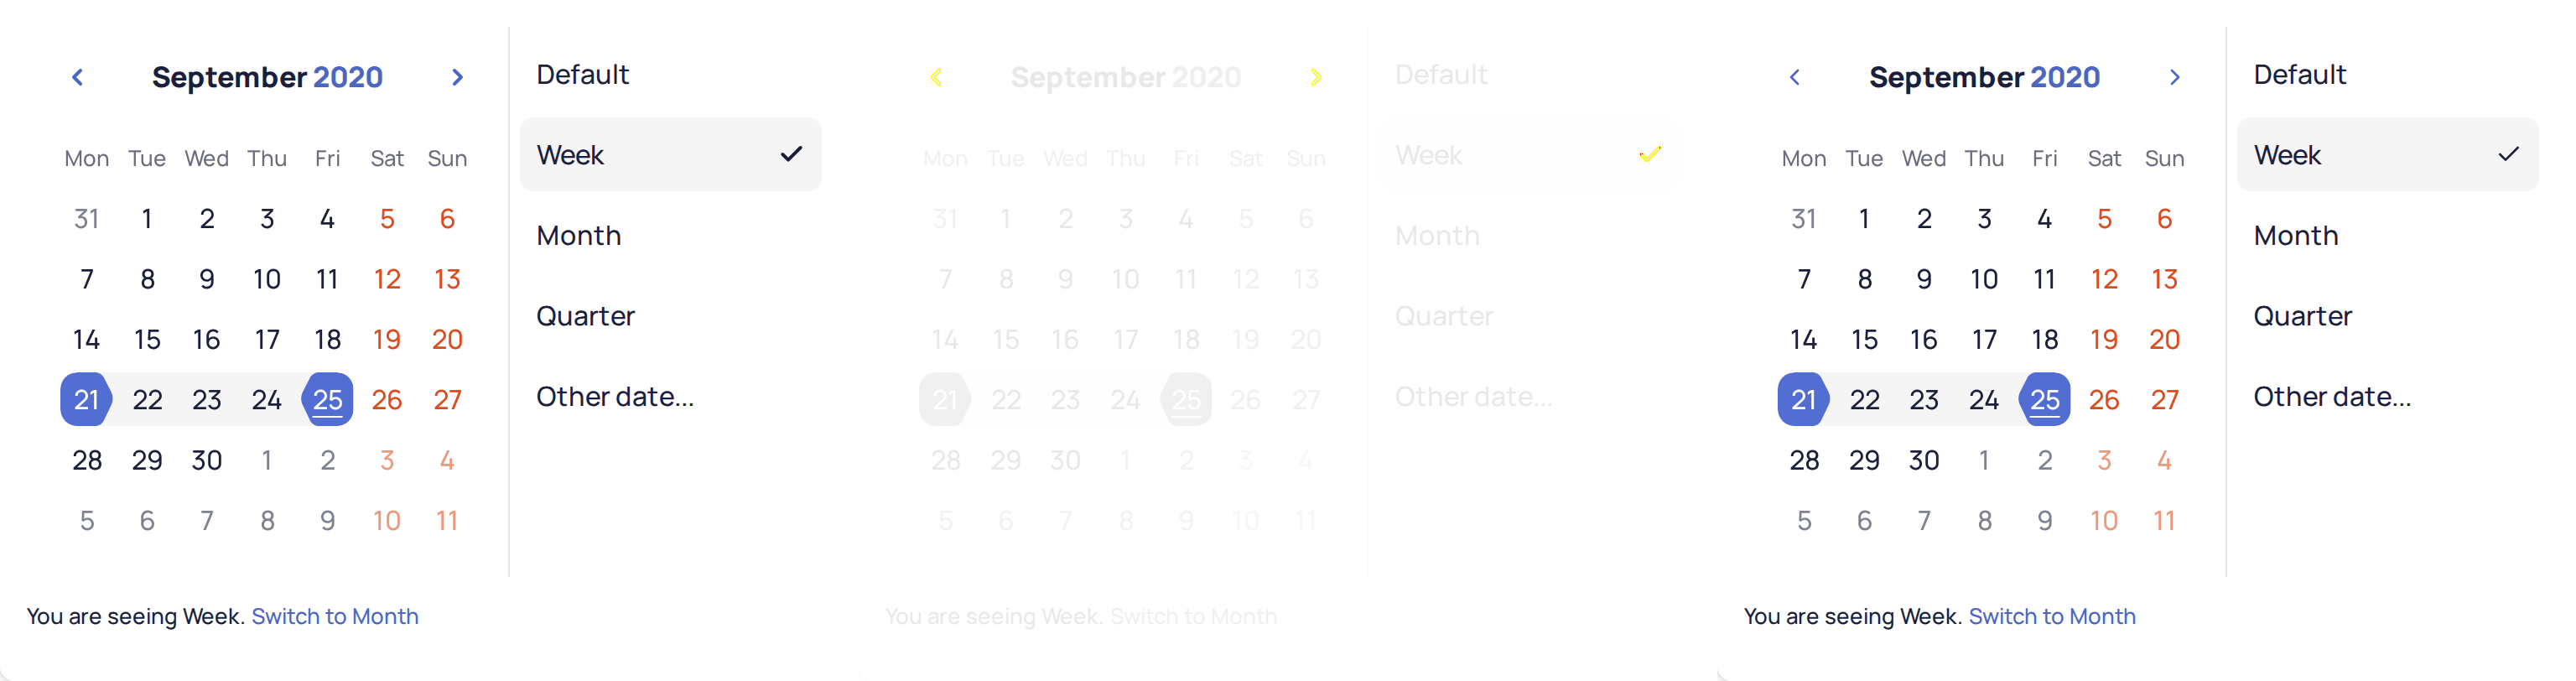 September 2020
Mon Tue Wed Thu Fri Sat Sun
31 1 2 3 4 5 6
7 8 9 10 11 12 13
14 15 16 17 18 19 20
21 22 23 24 25 26 27
28 29 30 1 2 3 4
5 6 7 8 9 10 11
Default
Week
Month
Quarter
Other date...
You are seeing Week. Switch to Month
September 2020
Mon Tue Wed Thu Fri Sat Sun
31 1 2 3 4 5 6
7 8 9 10 11 12 13
14 15 16 17 18 19 20
21 22 23 24 25 26 27
28 29 30 1 2 3 4
5 6 7 8 9 10 11
Default
Week
Month
Quarter
Other date...
You are seeing Week. Switch to Month
September 2020
Mon Tue Wed Thu Fri Sat Sun
31 1 2 3 4 5 6
7 8 9 10 11 12 13
14 15 16 17 18 19 20
21 22 23 24 25 26 27
28 29 30 1 2 3 4
5 6 7 8 9 10 11
Default
Week
Month
Quarter
Other date...
You are seeing Week. Switch to Month